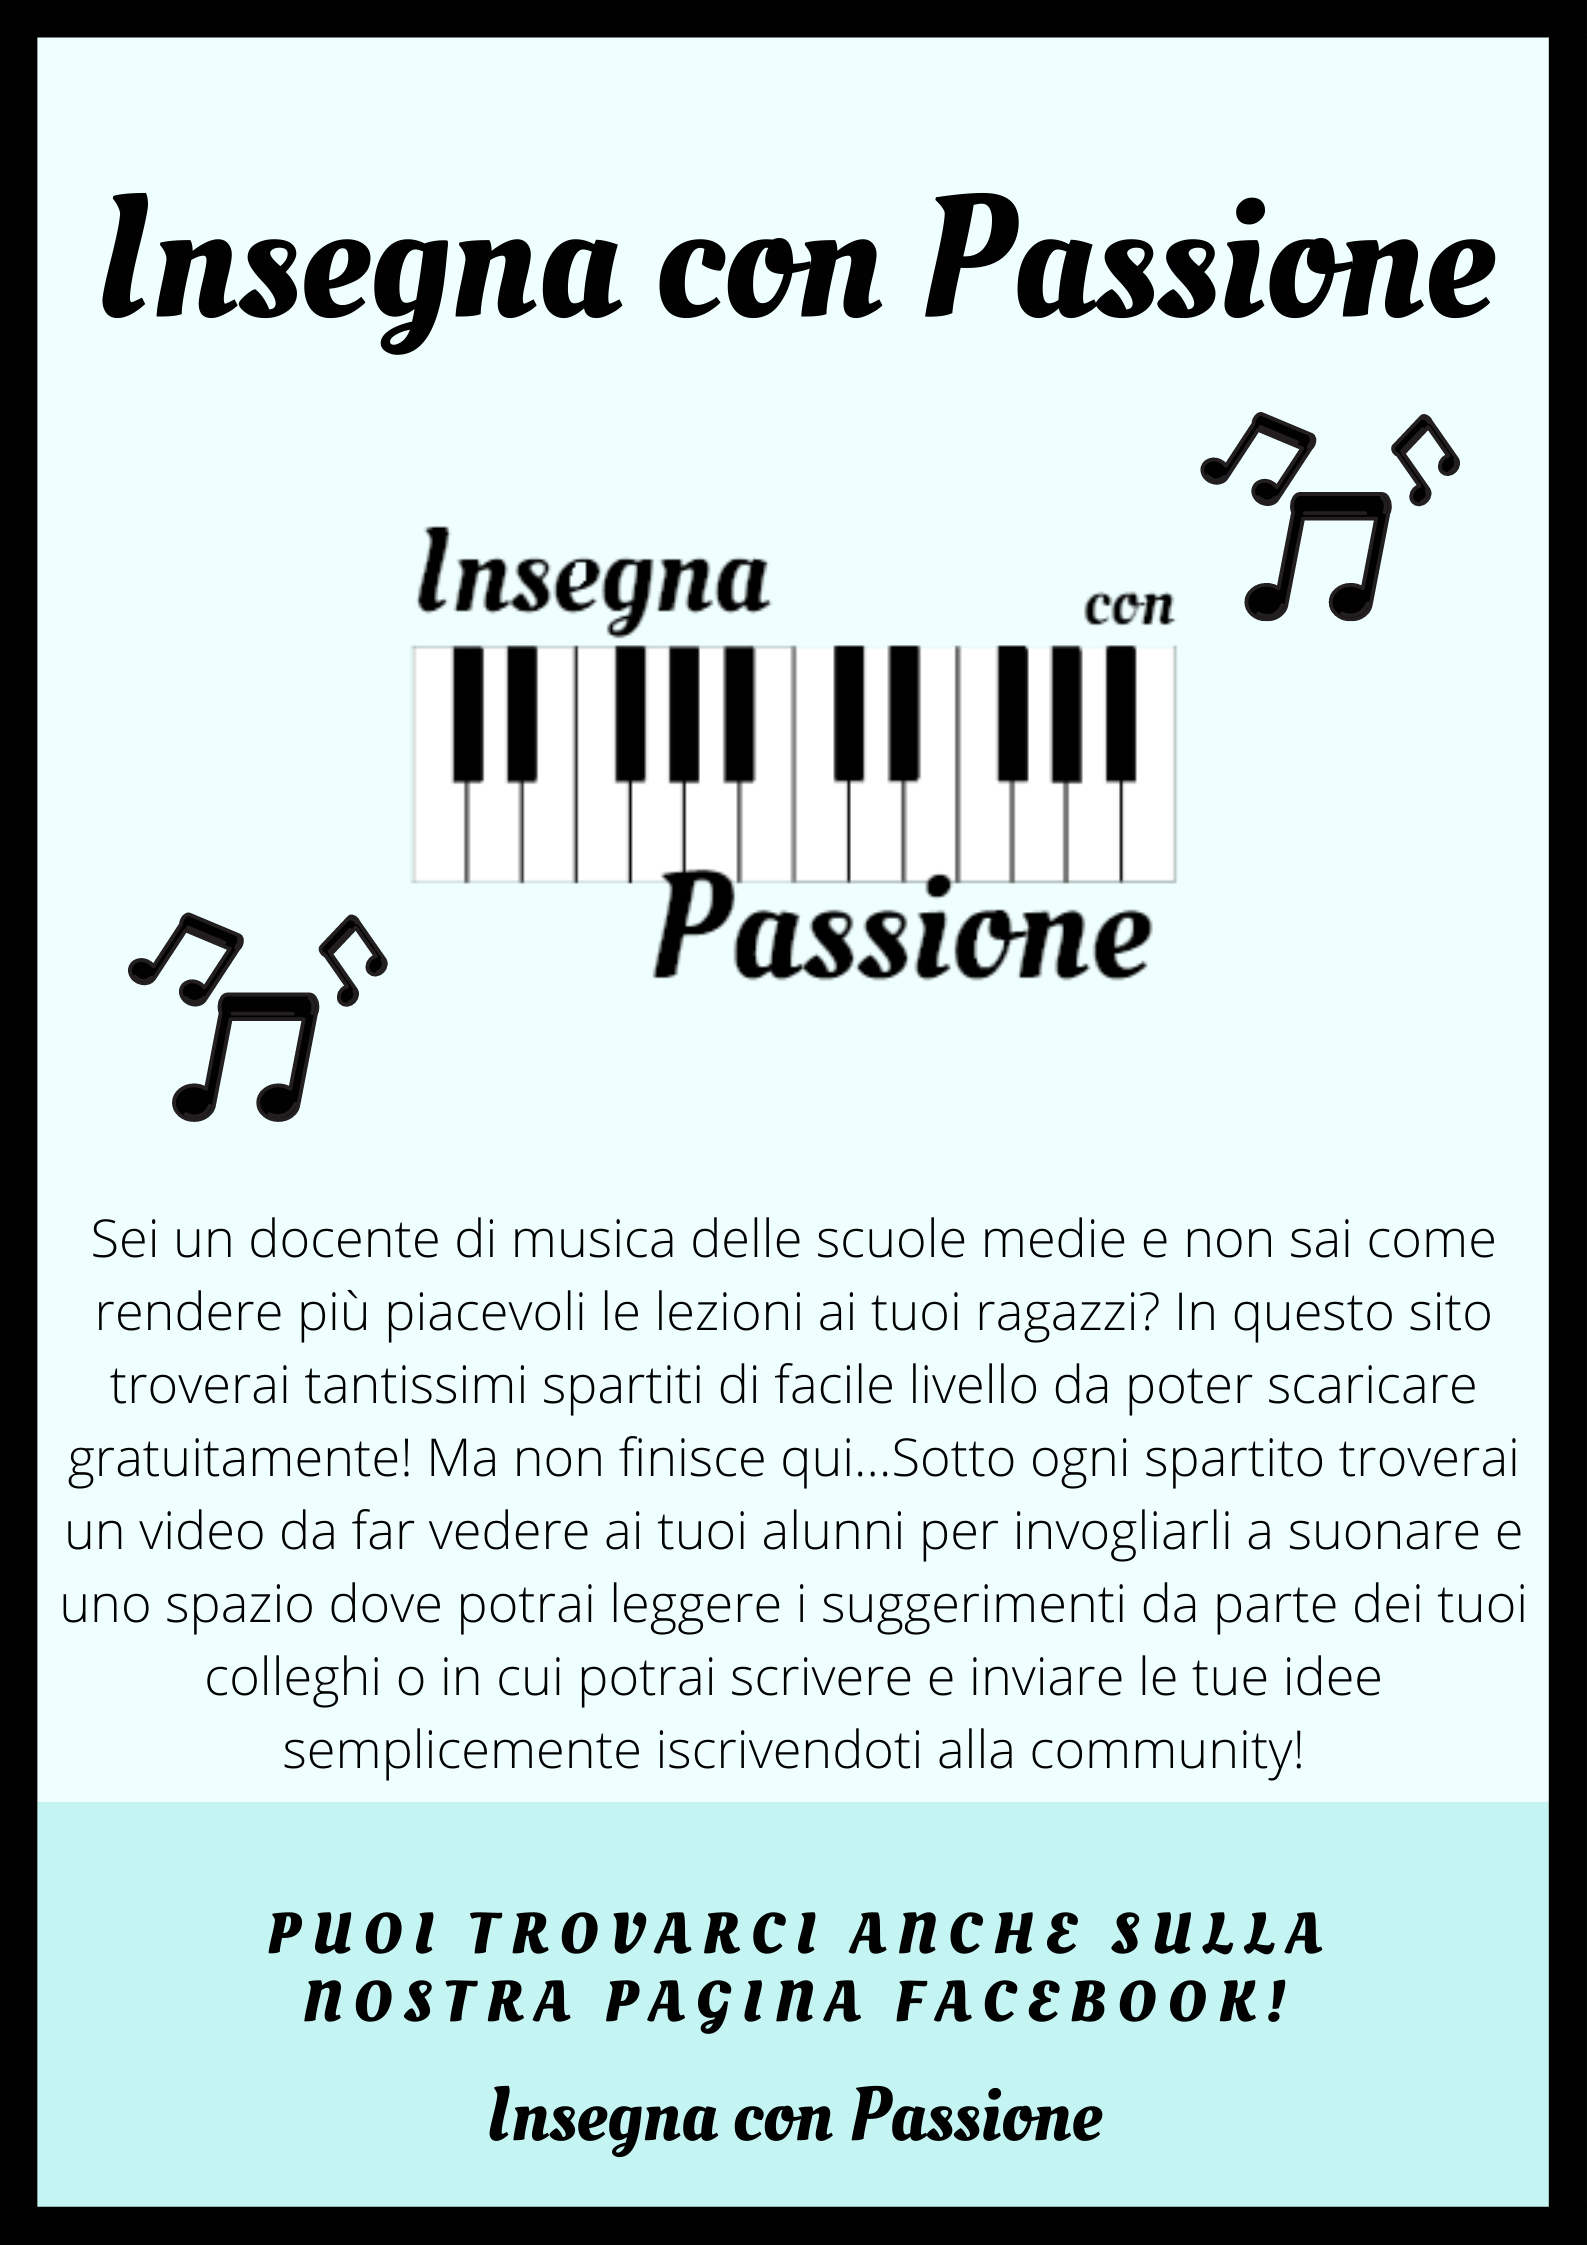 Insegna con Passione
Insegna
con
Passione
Sei un docente di musica delle scuole medie e non sai come
rendere più piacevoli le lezioni ai tuoi ragazzi? In questo sito
troverai tantissimi spartiti di facile livello da poter scaricare
gratuitamente! Ma non finisce qui...Sotto ogni spartito troverai
un video da far vedere ai tuoi alunni per invogliarli a suonare e
uno spazio dove potrai leggere i suggerimenti da parte dei tuoi
colleghi o in cui potrai scrivere e inviare le tue idee
semplicemente iscrivendoti alla community!
PUOI TROVARCI ANCHE SULLA
NOSTRA PAGINA FACEBOOK!
Insegna con Passione